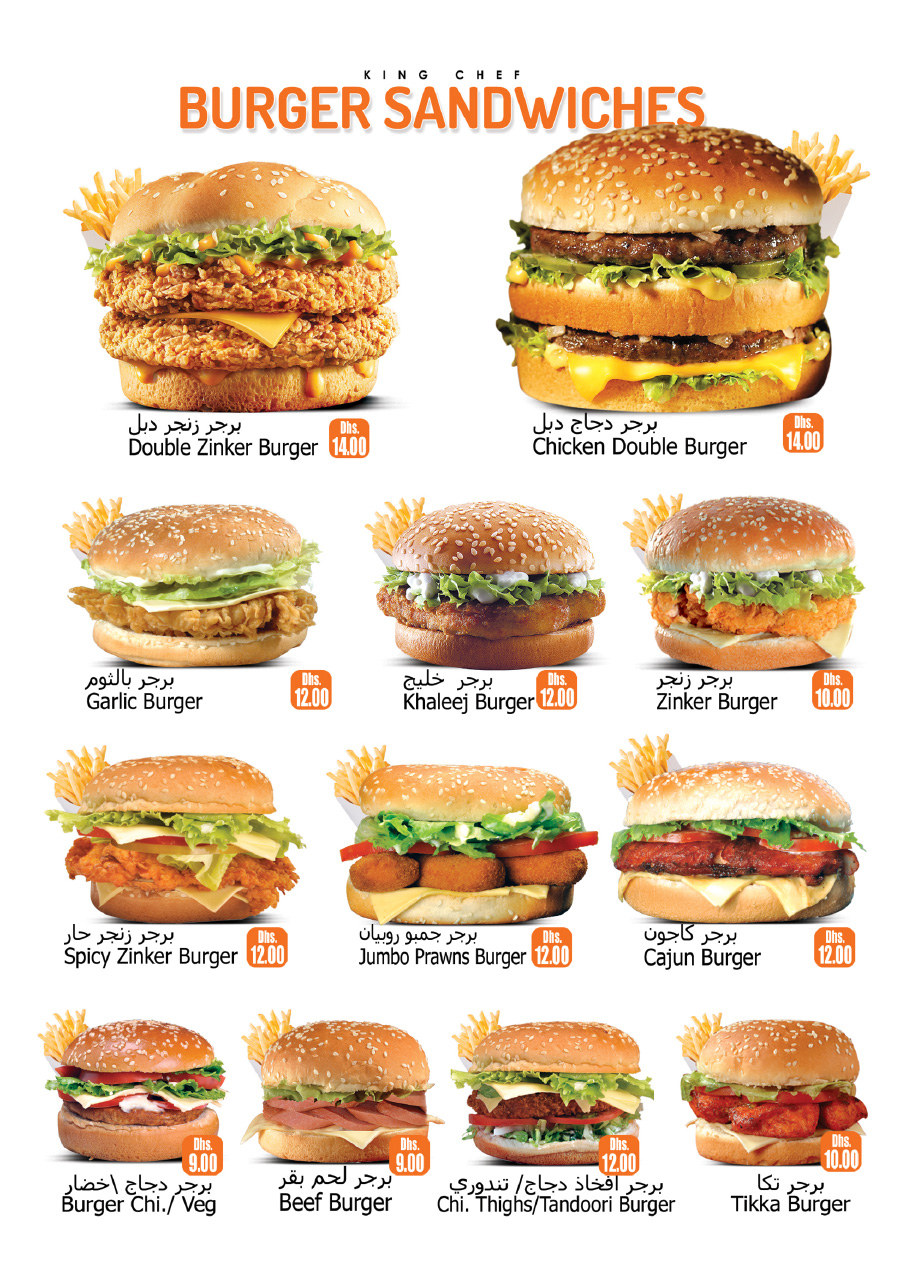 KING CHEF
BURGER SANDWICHES
برجر زنجر دبل
Double Zinker Burger
Dhs.
14.00
برجر دجاج دبل
Chicken Double Burger
Dhs.
14.00
برجر بالثوم
Garlic Burger
Dhs.
12.00
برجر خليج
Khaleej Burger
Dhs.
12.00
برجر زنجر
Zinker Burger
Dhs.
10.00
برجر زنجر حار
Spicy Zinker Burger
Dhs.
12.00
برجر جمبو روبيان
Jumbo Prawns Burger
Dhs.
12.00
برجر كاجون
Cajun Burger
Dhs.
12.00
Dhs.
9.00
برجر دجاج \خضار
Burger Chi./ Veg
Dhs.
9.00
برجر لحم بقر
Beef Burger
Dhs.
12.00
برجر افخاذ دجاج/ تندوري
Chi. Thighs/Tandoori Burger
Dhs.
10.00
برجر تكا
Tikka Burger